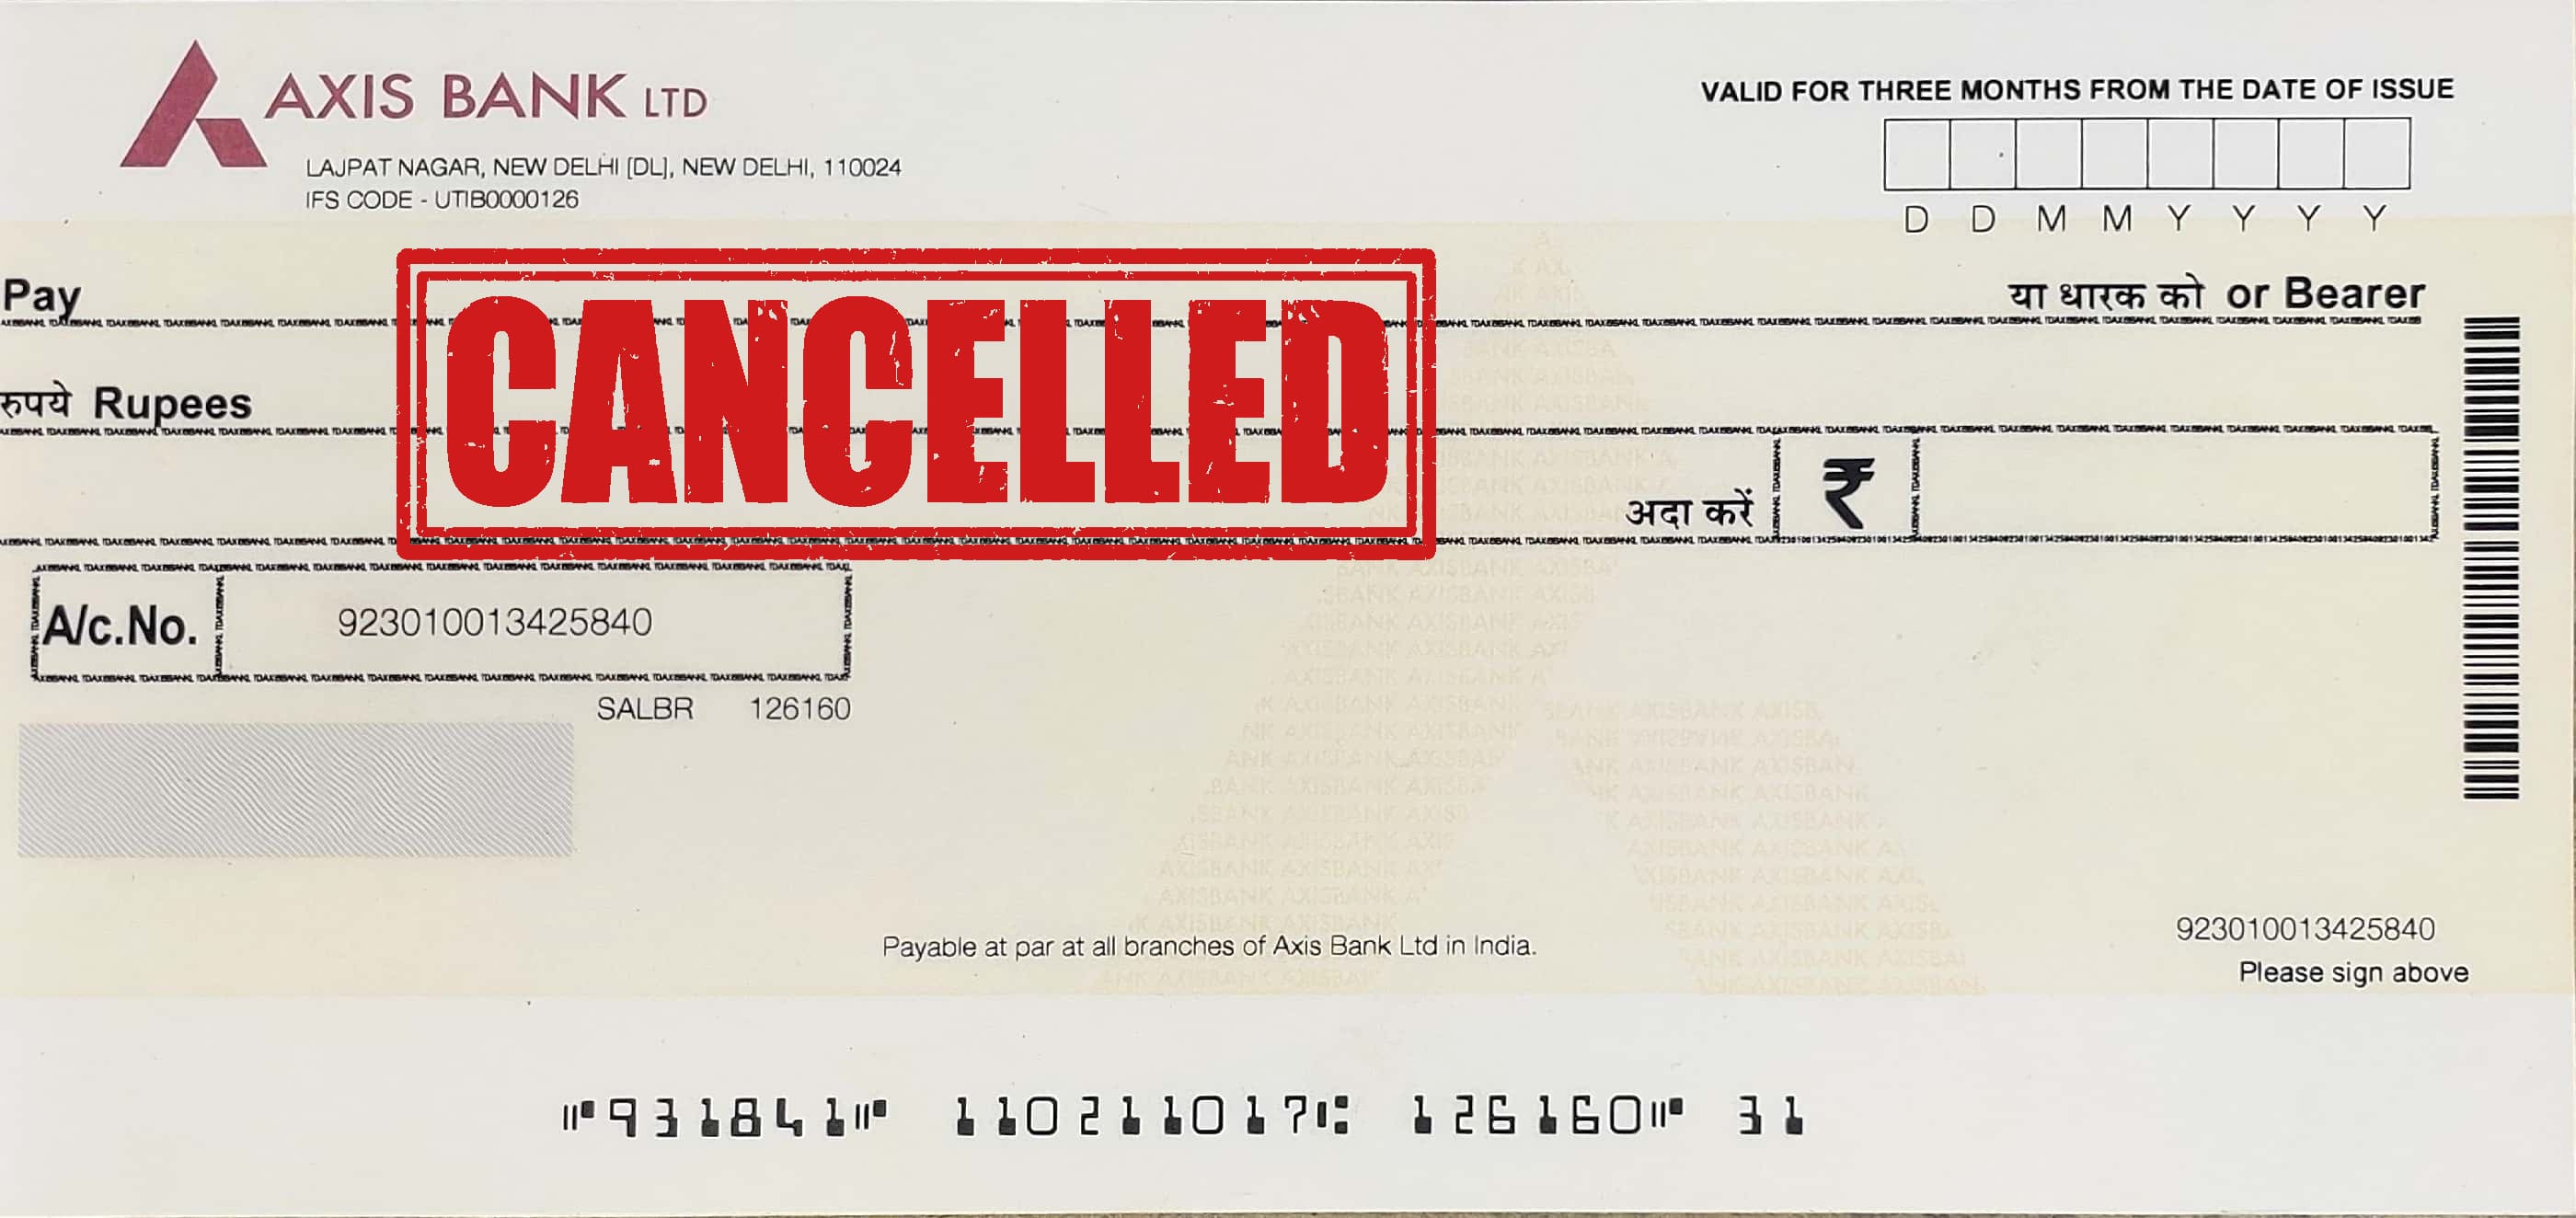 AXIS BANK LTD
LAJPAT NAGAR, NEW DELHI [DL], NEW DELHI, 110024
IFS CODE - UTIB0000126
VALID FOR THREE MONTHS FROM THE DATE OF ISSUE
D D M M Y Y Y Y
Pay
या धारक को or Bearer
CANCELLED
रुपये Rupees
अदा करें ₹
A/c.No. 923010013425840
SALBR 126160
Payable at par at all branches of Axis Bank Ltd in India.
923010013425840
Please sign above
⑈931841⑈ 110211017⑆ 126160⑈ 31